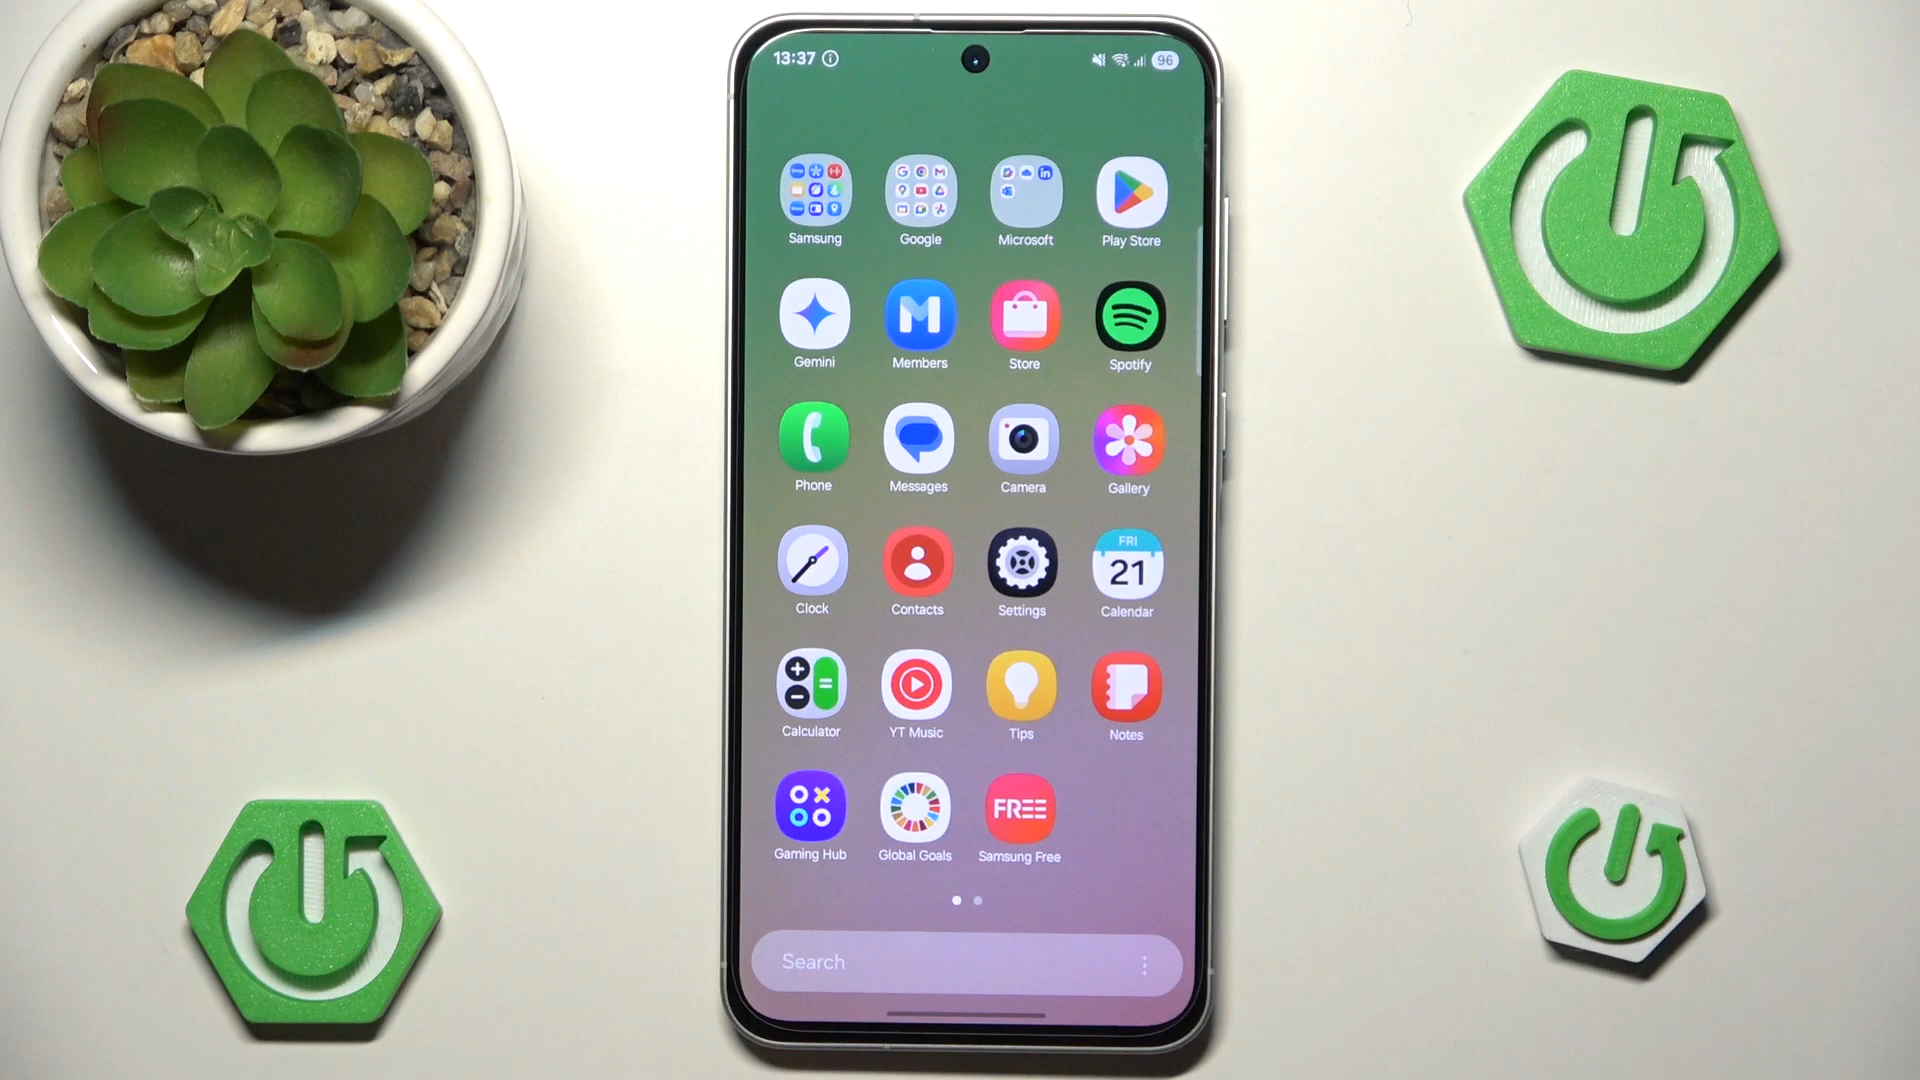 13:37
96
Samsung Google Microsoft Play Store
Gemini Members Store Spotify
Phone Messages Camera Gallery
FRI
21
Clock Contacts Settings Calendar
Calculator YT Music Tips Notes
FREE
Gaming Hub Global Goals Samsung Free
Search